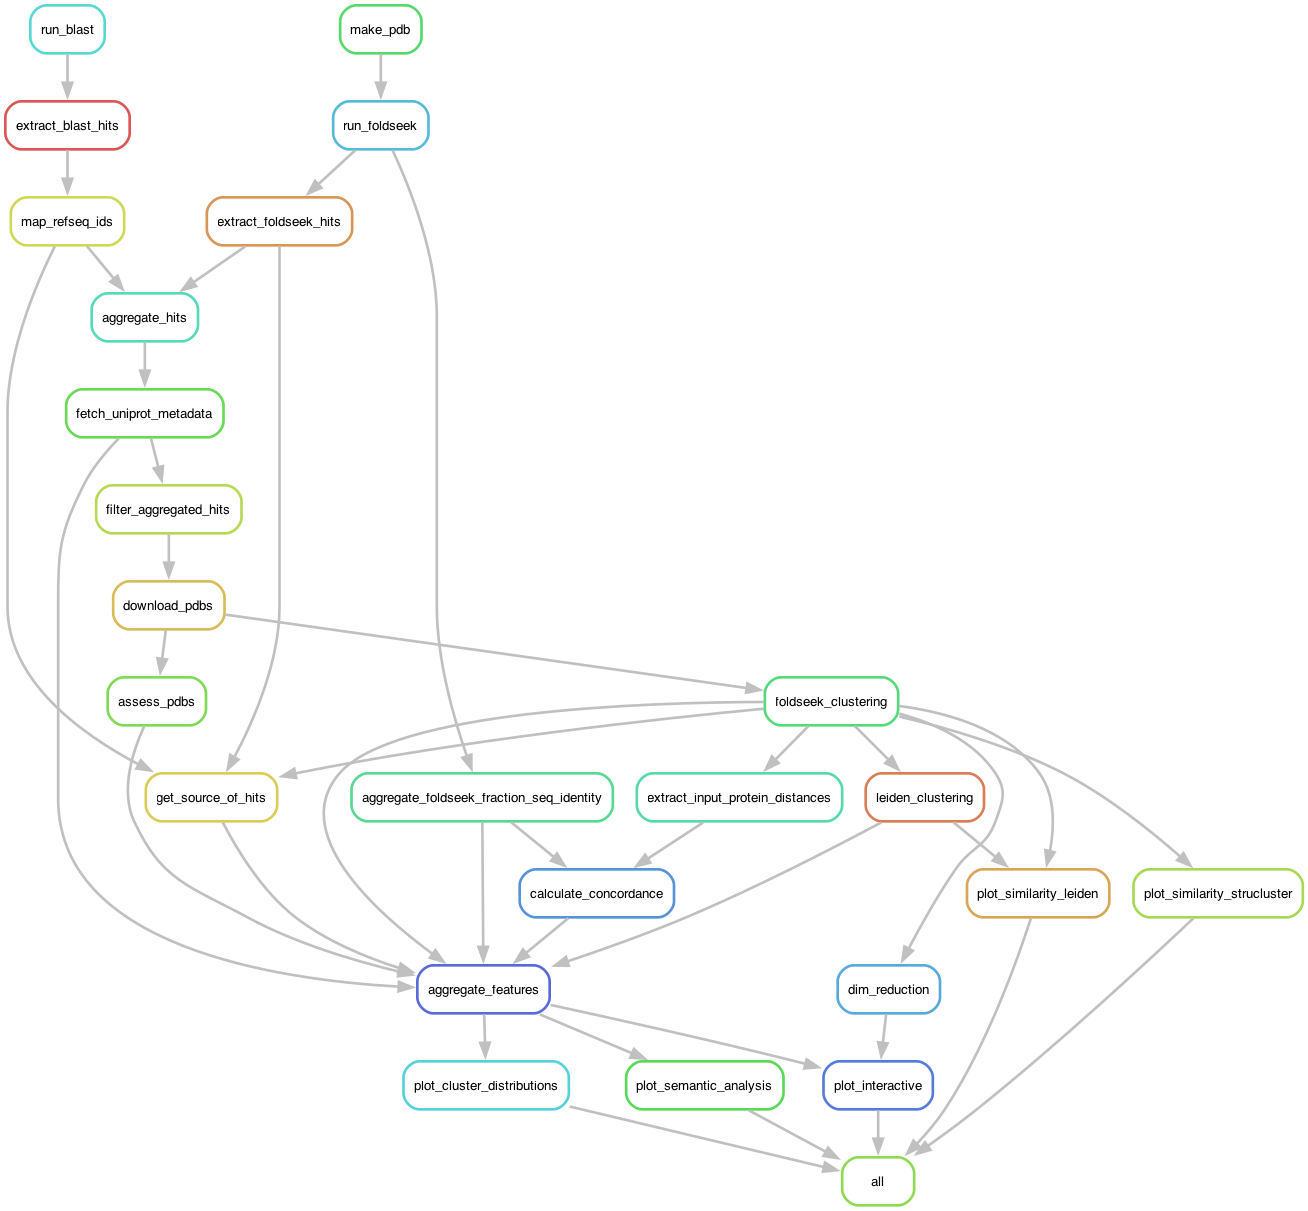 run_blast
make_pdb
extract_blast_hits
run_foldseek
map_refseq_ids
extract_foldseek_hits
aggregate_hits
fetch_uniprot_metadata
filter_aggregated_hits
download_pdbs
assess_pdbs
foldseek_clustering
get_source_of_hits
aggregate_foldseek_fraction_seq_identity
extract_input_protein_distances
leiden_clustering
calculate_concordance
plot_similarity_leiden
plot_similarity_strucluster
aggregate_features
dim_reduction
plot_cluster_distributions
plot_semantic_analysis
plot_interactive
all